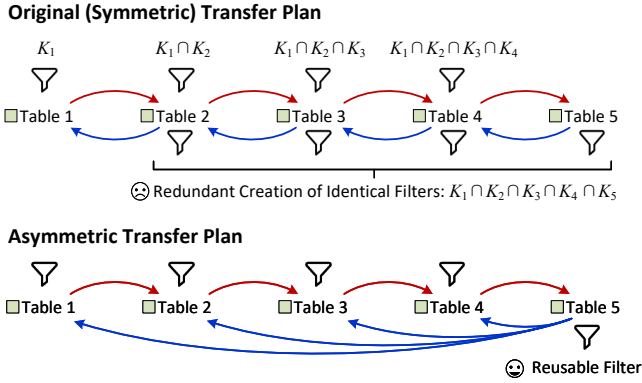 Original (Symmetric) Transfer Plan
K₁ K₁ ∩ K₂ K₁ ∩ K₂ ∩ K₃ K₁ ∩ K₂ ∩ K₃ ∩ K₄
Table 1 Table 2 Table 3 Table 4 Table 5
Redundant Creation of Identical Filters: K₁ ∩ K₂ ∩ K₃ ∩ K₄ ∩ K₅
Asymmetric Transfer Plan
Table 1 Table 2 Table 3 Table 4 Table 5
Reusable Filter